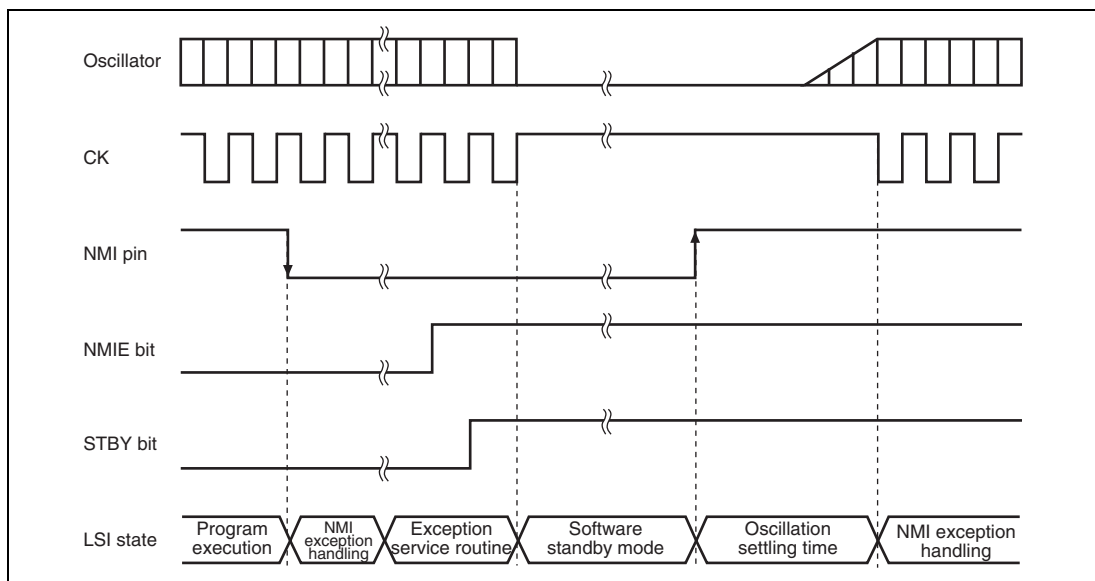 Oscillator
CK
NMI pin
NMIE bit
STBY bit
LSI state
Program
execution
NMI
exception
handling
Exception
service routine
Software
standby mode
Oscillation
settling time
NMI exception
handling